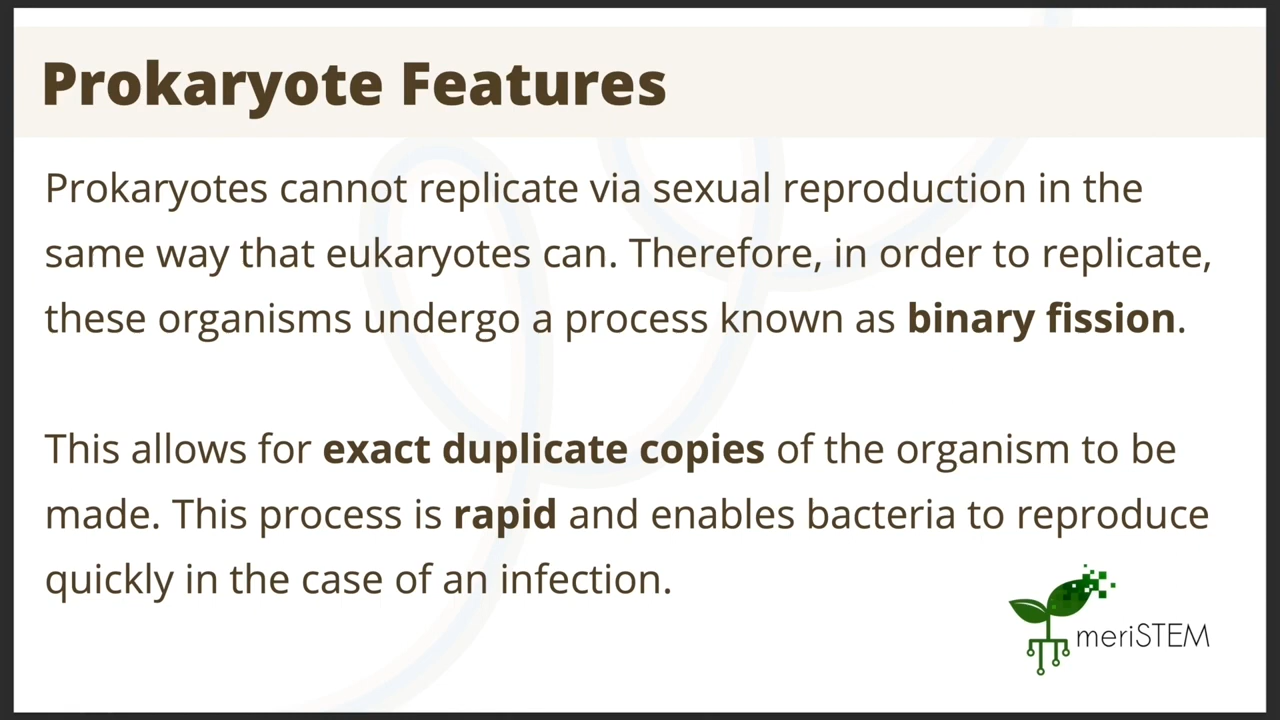 Prokaryote Features
Prokaryotes cannot replicate via sexual reproduction in the
same way that eukaryotes can. Therefore, in order to replicate,
these organisms undergo a process known as binary fission.
This allows for exact duplicate copies of the organism to be
made. This process is rapid and enables bacteria to reproduce
quickly in the case of an infection.
meriSTEM